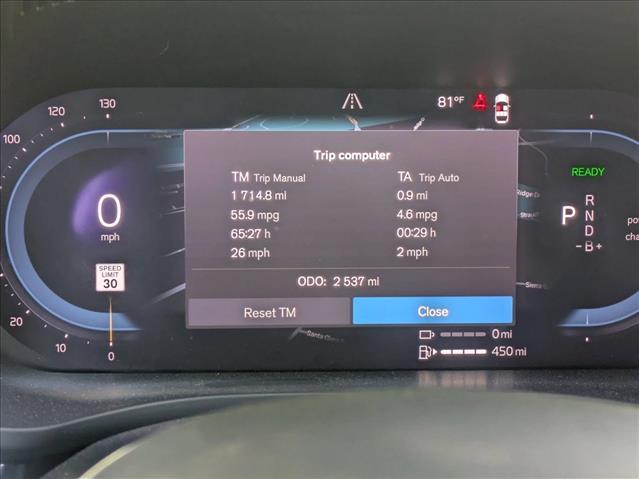 120 130
100
81°F
Trip computer
TM Trip Manual
TA Trip Auto
1 714.8 mi
0.9 mi
55.9 mpg
4.6 mpg
65:27 h
00:29 h
26 mph
2 mph
ODO: 2 537 mi
Reset TM
Close
0
mph
SPEED
LIMIT
30
20
10
0
READY
P
R
N
D
-B+
Ridge
Santa
0 mi
450 mi